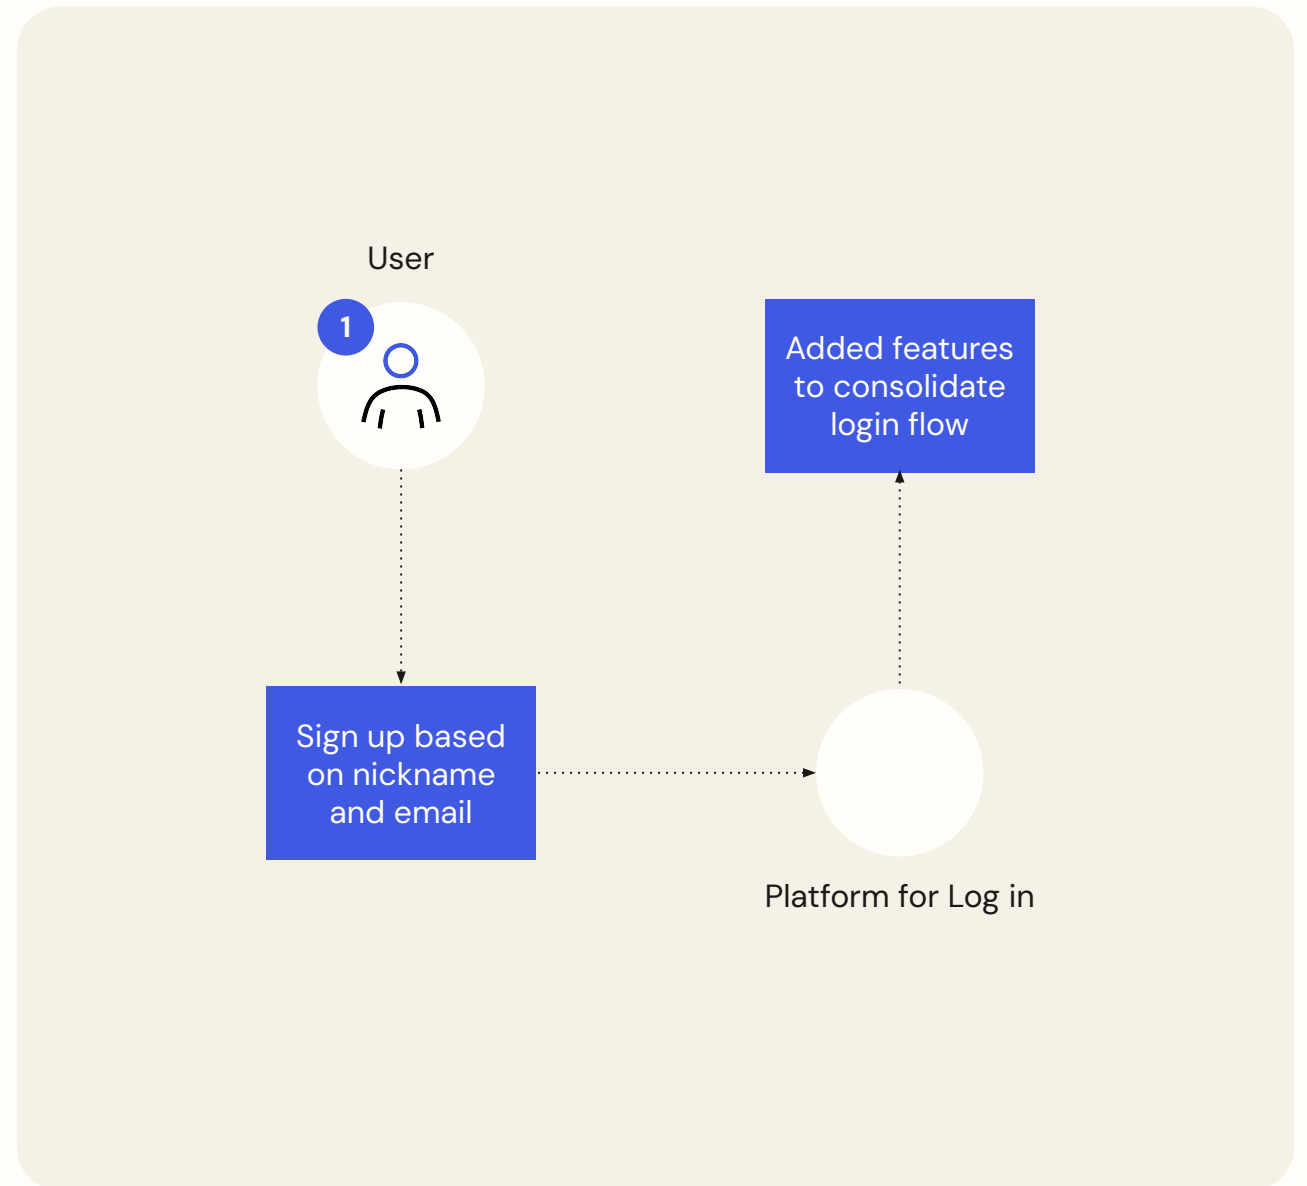 User
1
Added features
to consolidate
login flow
Sign up based
on nickname
and email
Platform for Log in